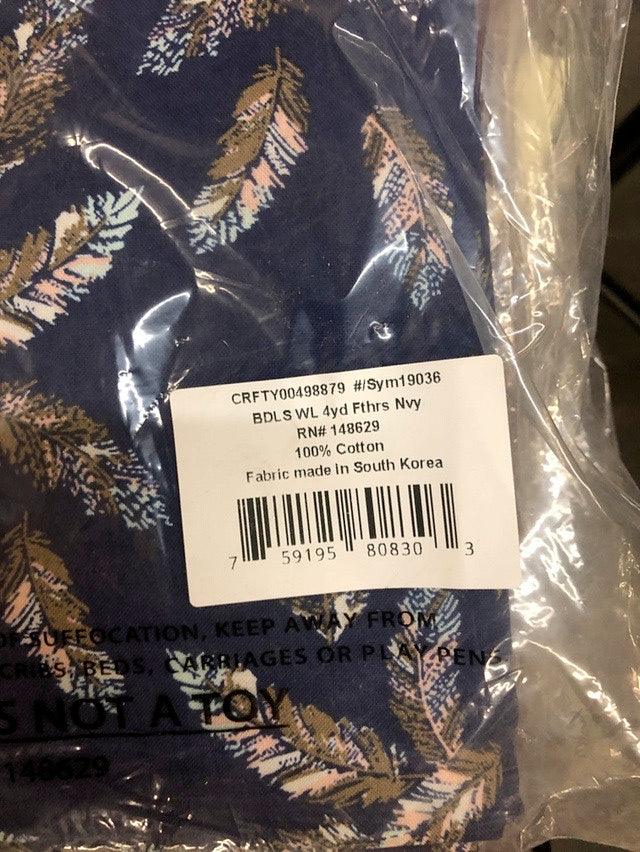 CRFTY00498879 #/Sym19036
BDLS WL 4yd Fthrs Nvy
RN# 148629
100% Cotton
Fabric made In South Korea
7 59195 80830 3
OF SUFFOCATION, KEEP AWAY FROM
CRIBS, BEDS, CARRIAGES OR PLAY PENS.
NOT A TOY
148629